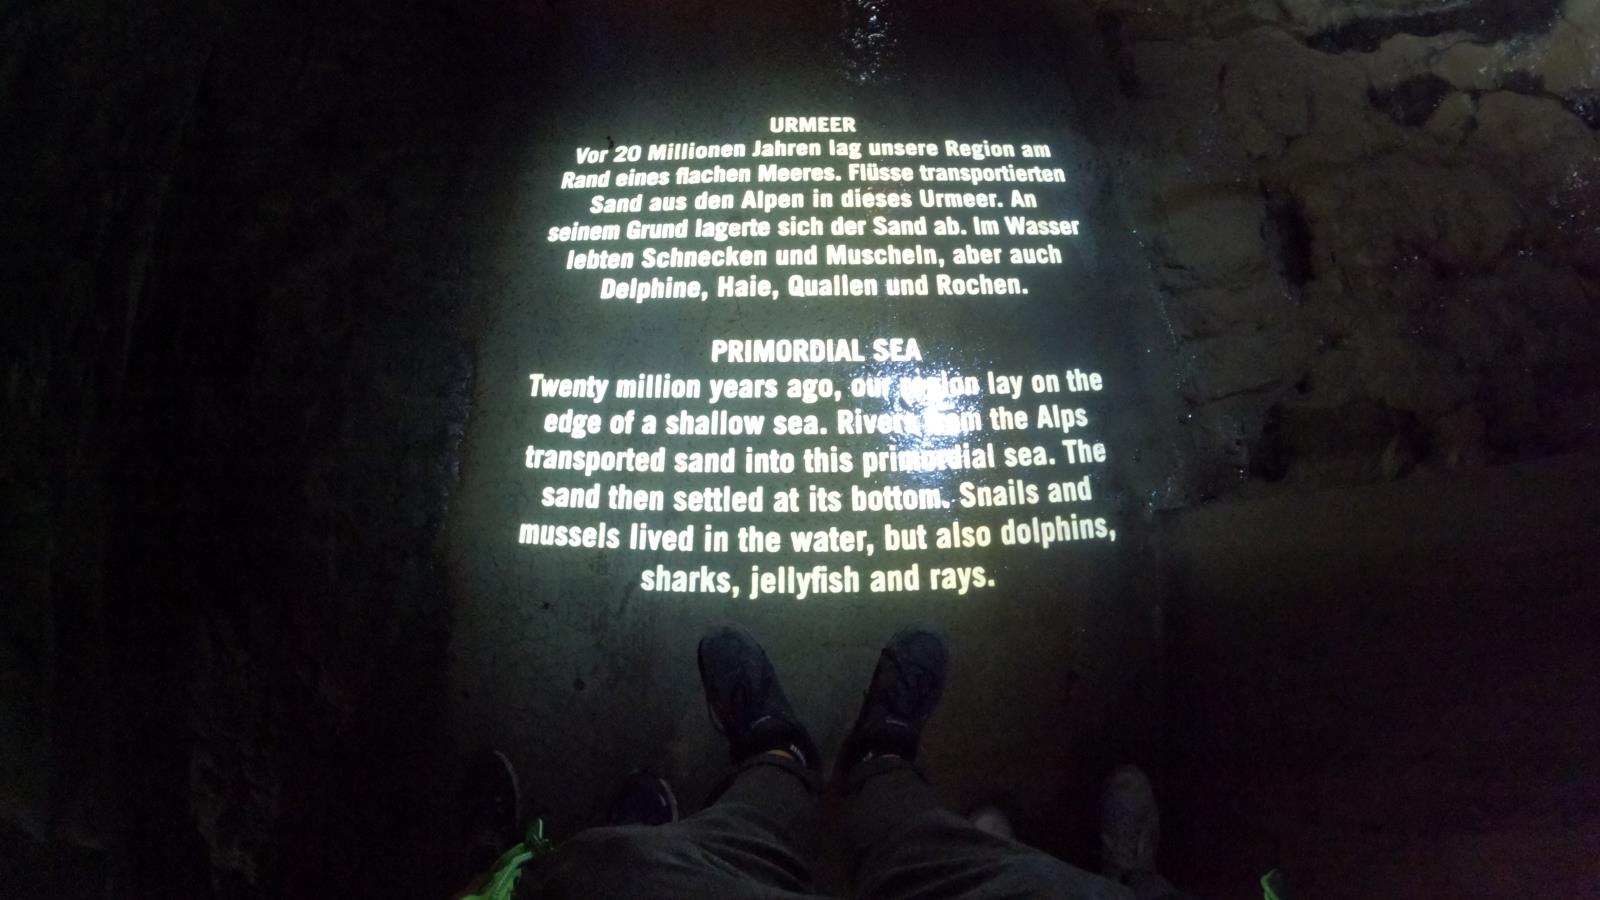 URMEER
Vor 20 Millionen Jahren lag unsere Region am
Rand eines flachen Meeres. Flüsse transportierten
Sand aus den Alpen in dieses Urmeer. An
seinem Grund lagerte sich der Sand ab. Im Wasser
lebten Schnecken und Muscheln, aber auch
Delphine, Haie, Quallen und Rochen.
PRIMORDIAL SEA
Twenty million years ago, our region lay on the
edge of a shallow sea. Rivers from the Alps
transported sand into this primordial sea. The
sand then settled at its bottom. Snails and
mussels lived in the water, but also dolphins,
sharks, jellyfish and rays.